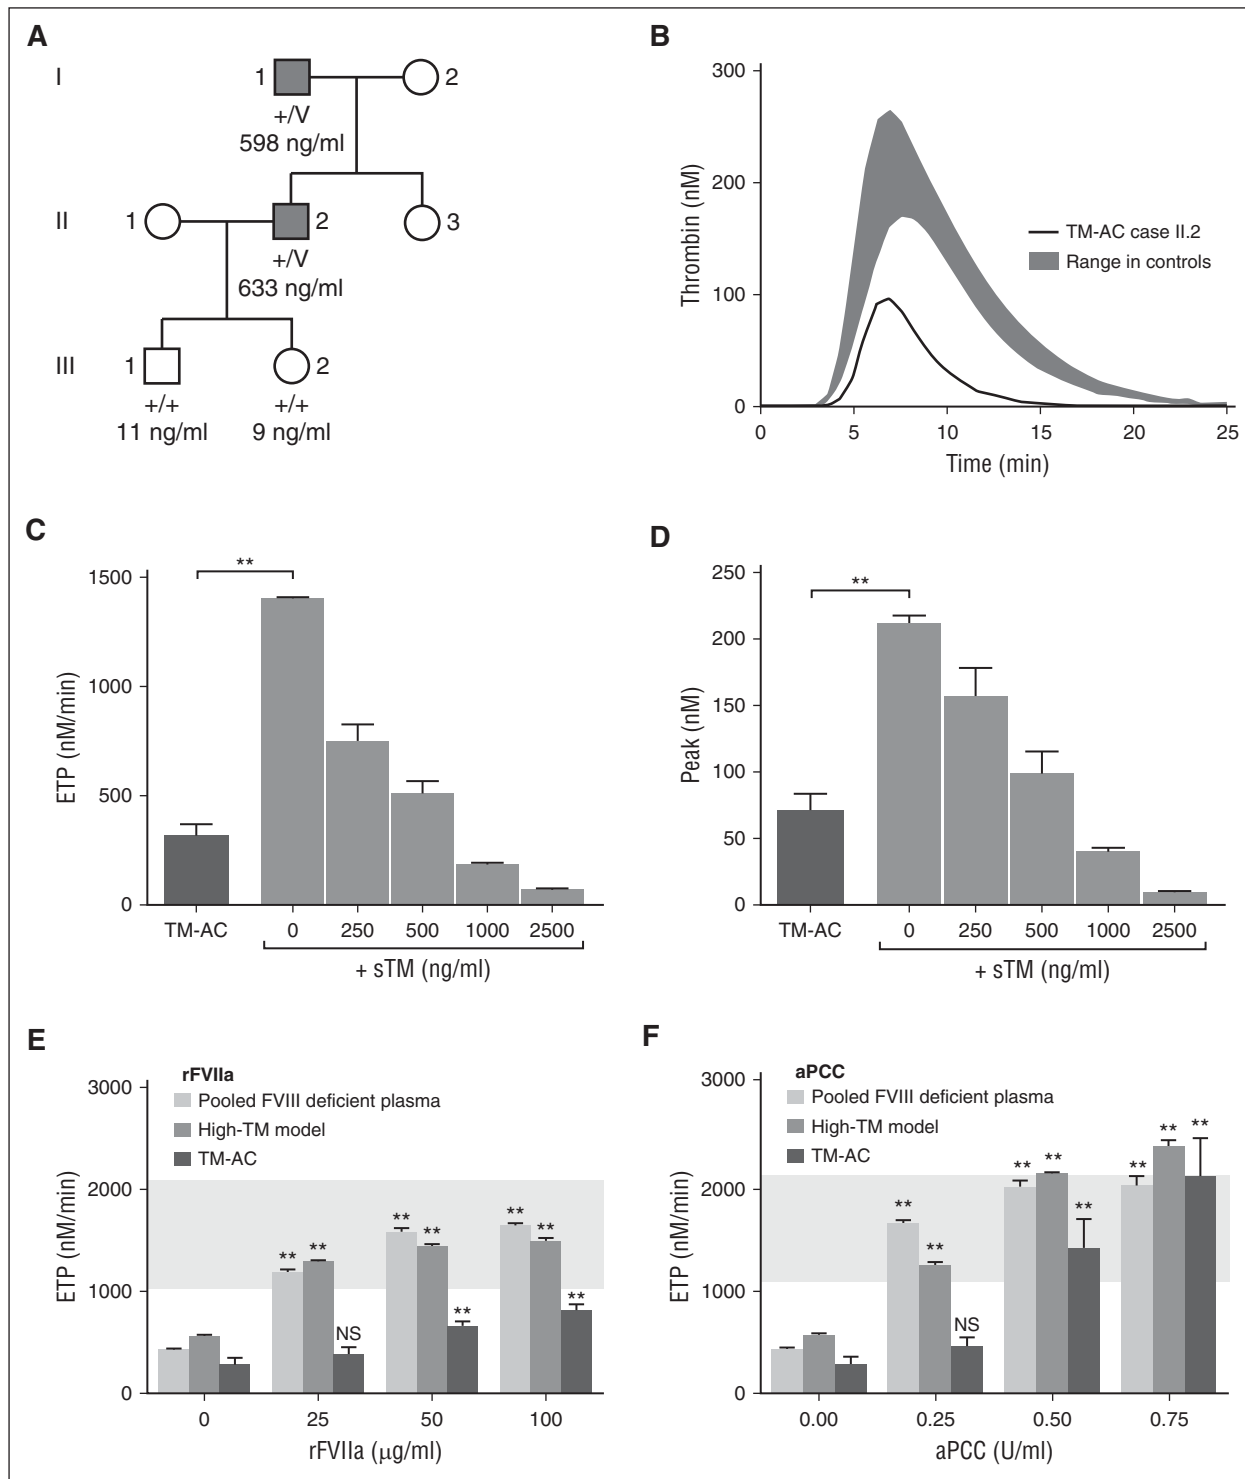 A
I
1
2
+/V
598 ng/ml
II
1
2
3
+/V
633 ng/ml
III
1
2
+/+
+/+
11 ng/ml
9 ng/ml
B
300
200
100
0
Thrombin (nM)
TM-AC case II.2
Range in controls
0 5 10 15 20 25
Time (min)
C
**
1500
1000
500
0
ETP (nM/min)
TM-AC 0 250 500 1000 2500
+ sTM (ng/ml)
D
**
250
200
150
100
50
0
Peak (nM)
TM-AC 0 250 500 1000 2500
+ sTM (ng/ml)
E
rFVIIa
Pooled FVIII deficient plasma
High-TM model
TM-AC
3000
2000
1000
0
ETP (nM/min)
** ** NS
** ** **
** ** **
0 25 50 100
rFVIIa (µg/ml)
F
aPCC
Pooled FVIII deficient plasma
High-TM model
TM-AC
3000
2000
1000
0
ETP (nM/min)
** ** NS
** ** **
** ** **
0.00 0.25 0.50 0.75
aPCC (U/ml)